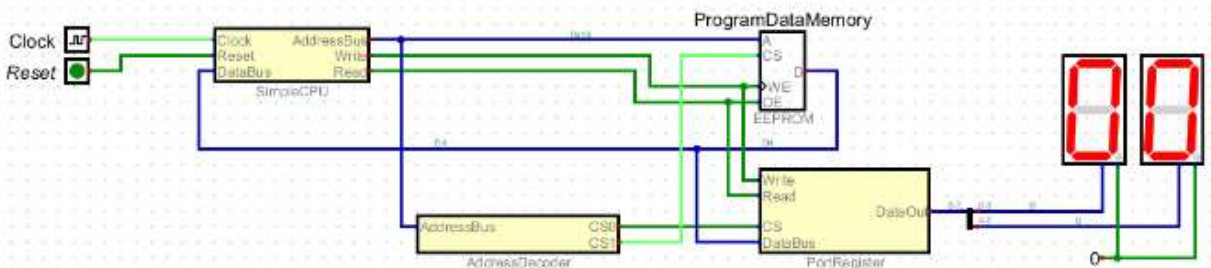 ProgramDataMemory
Clock
Reset
Clock AddressBus
Reset Write
DataBus Read
SimpleCPU
A
CS
D
WE
OE
EEPROM
00
Write
Read
DataOut
CS
DataBus
PortRegister
AddressBus CS0
CS1
AddressDecoder
0